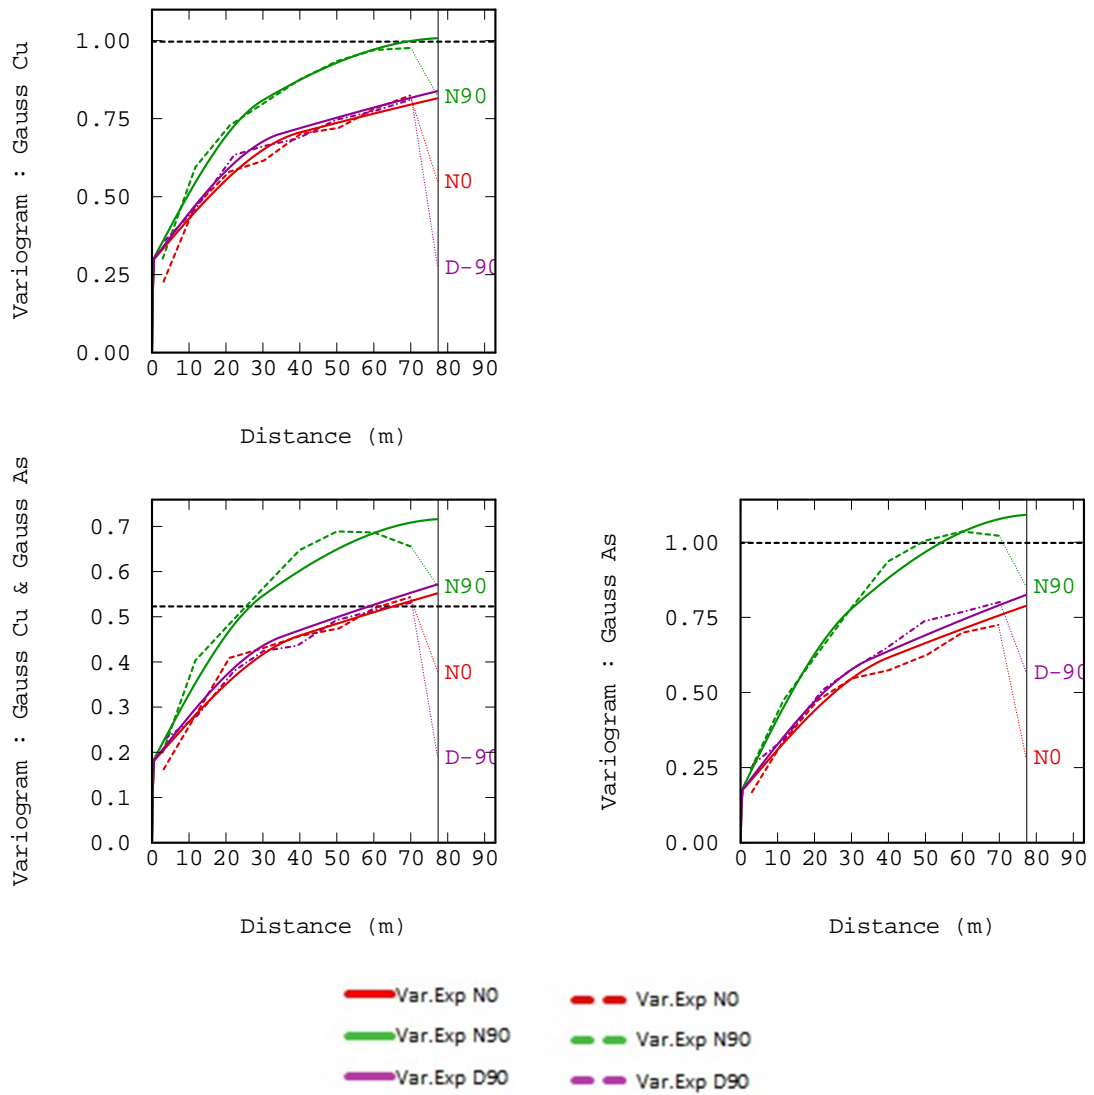 Variogram : Gauss Cu
1.00
0.75
0.50
0.25
0.00
N90
N0
D-90
0 10 20 30 40 50 60 70 80 90
Distance (m)
Variogram : Gauss Cu & Gauss As
0.7
0.6
0.5
0.4
0.3
0.2
0.1
0.0
N90
N0
D-90
0 10 20 30 40 50 60 70 80 90
Distance (m)
Variogram : Gauss As
1.00
0.75
0.50
0.25
0.00
N90
D-90
N0
0 10 20 30 40 50 60 70 80 90
Distance (m)
Var.Exp N0
Var.Exp N0
Var.Exp N90
Var.Exp N90
Var.Exp D90
Var.Exp D90